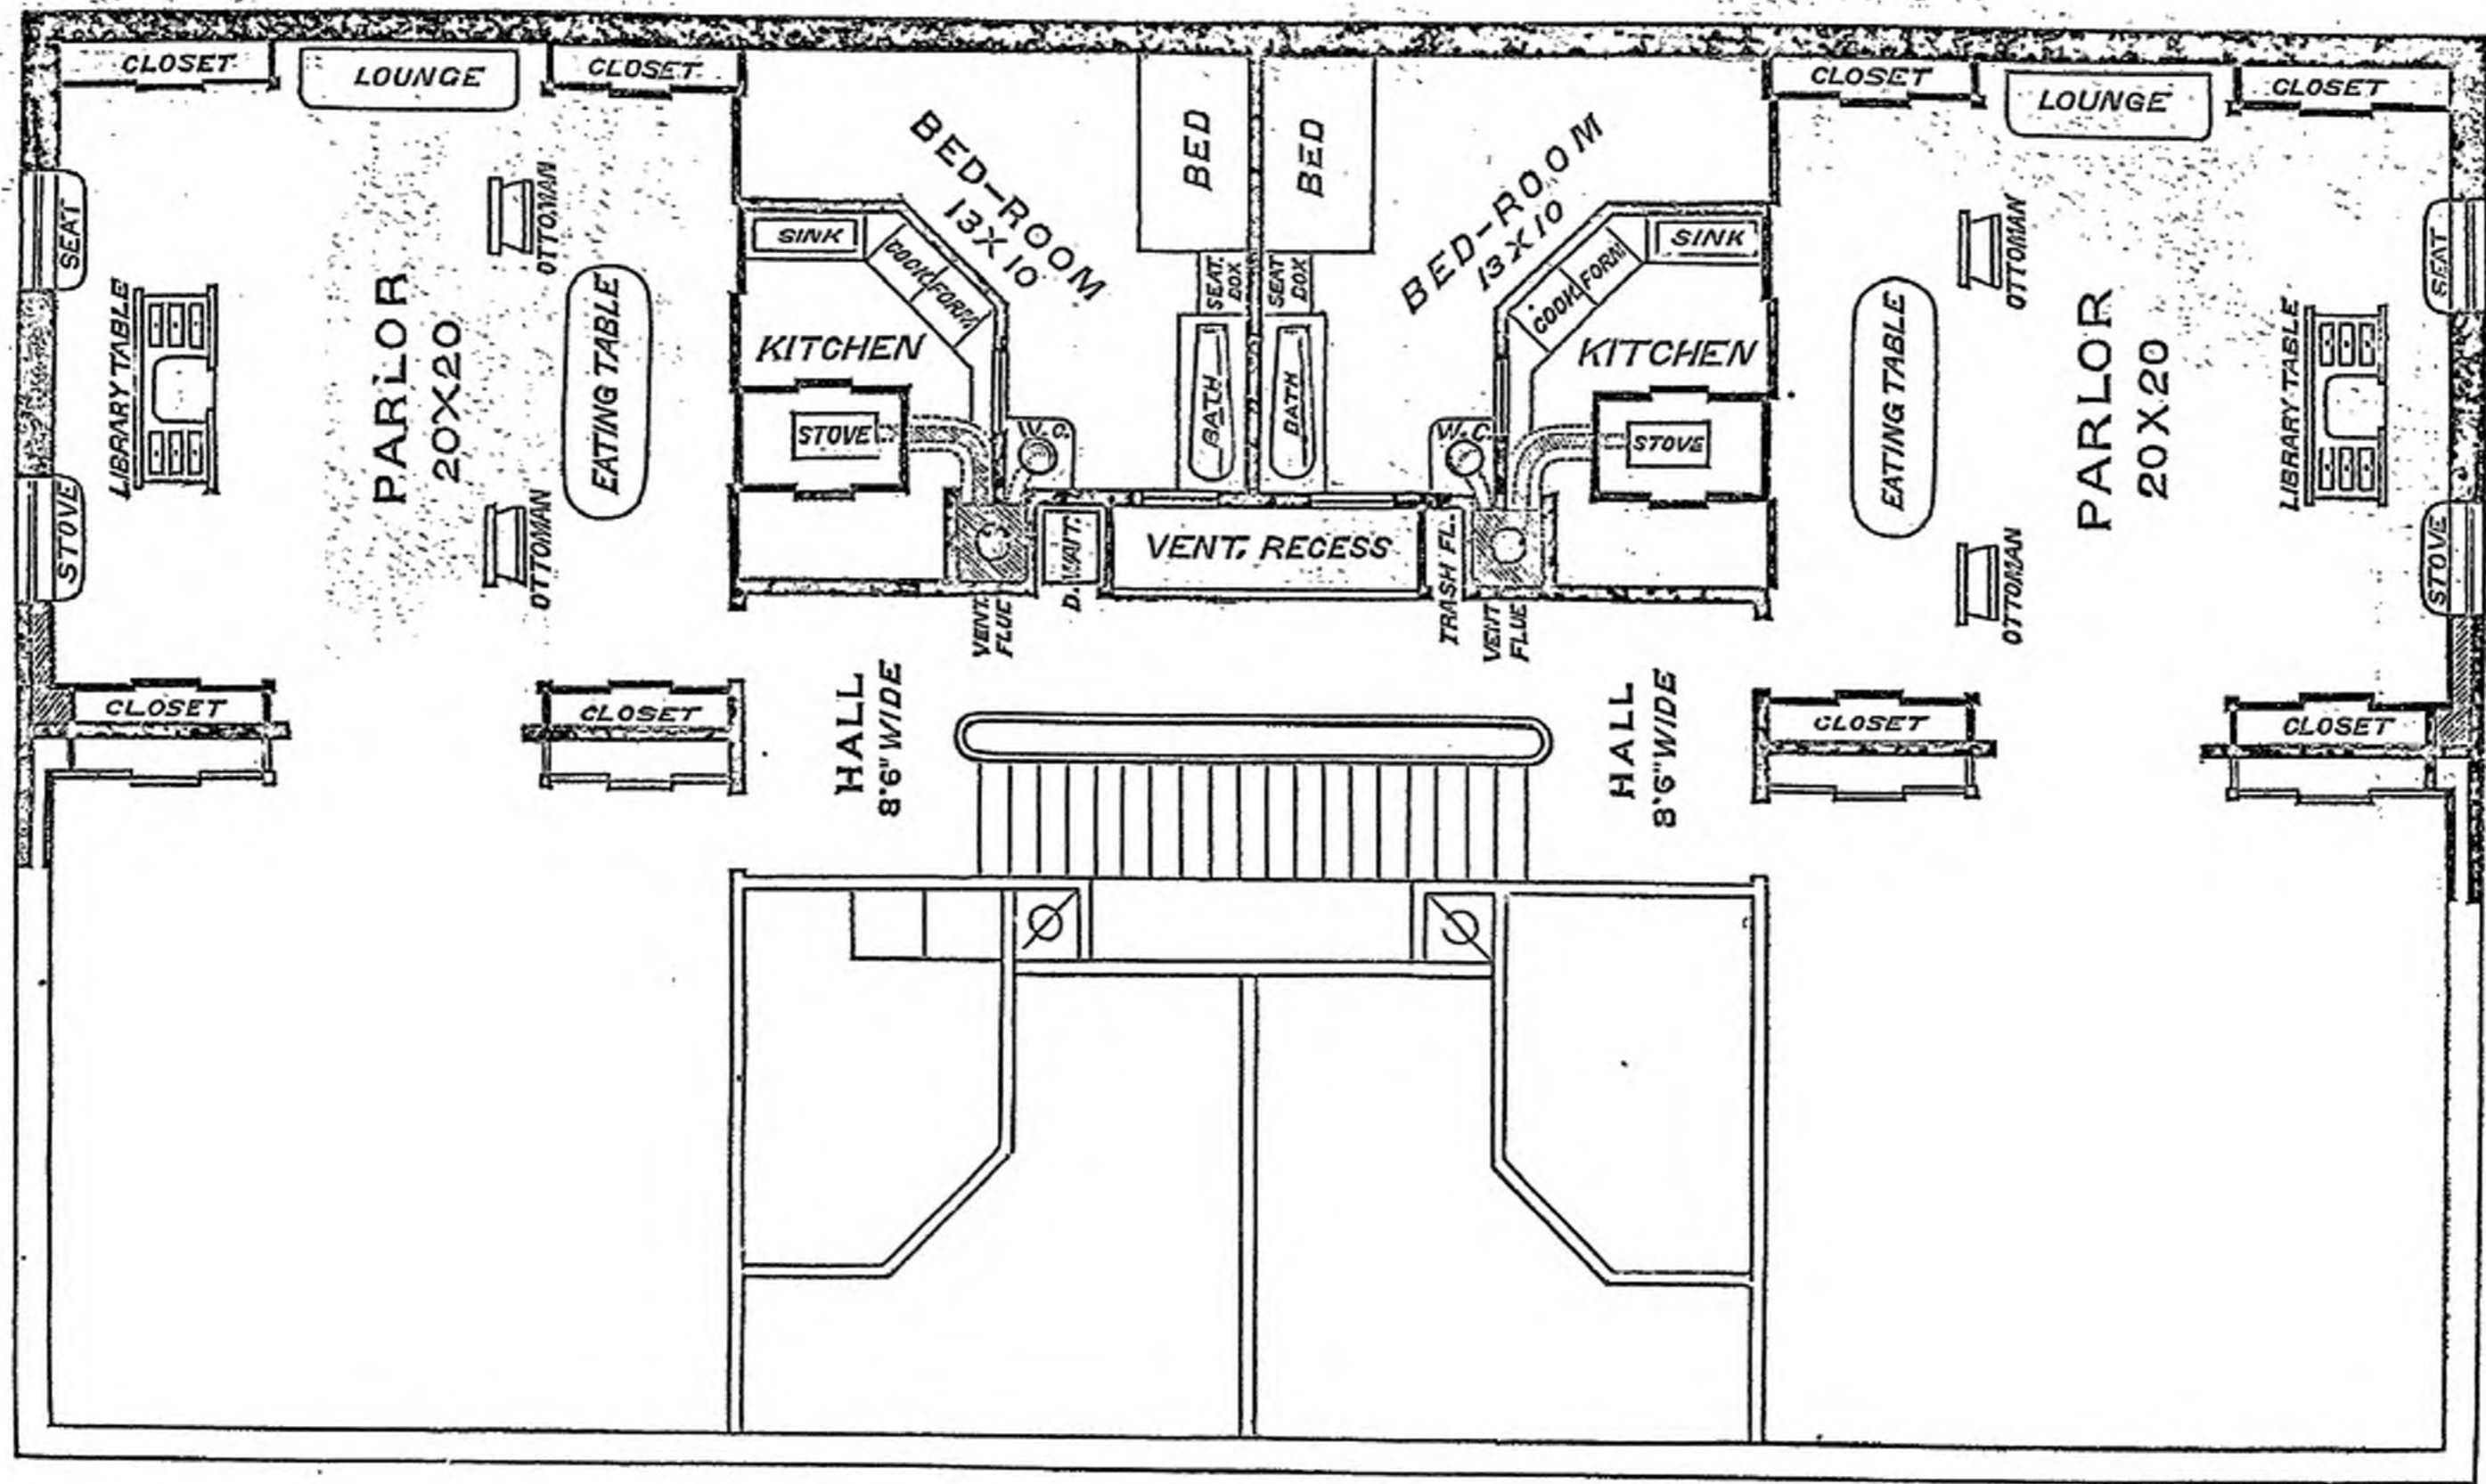 CLOSET
LOUNGE
CLOSET
SEAT
LIBRARY TABLE
STOVE
PARLOR
20X20
OTTOMAN
OTTOMAN
EATING TABLE
CLOSET
CLOSET
BED-ROOM
13X10
SINK
COOK FORM
KITCHEN
STOVE
W.C.
BED
SEAT
BOX
BATH
BED
SEAT
BOX
BATH
BED-ROOM
13X10
SINK
COOK FORM
KITCHEN
STOVE
W.C.
VENT.
FLUE
D. WAIT.
VENT. RECESS
TRASH FL.
VENT
FLUE
HALL
8'.6" WIDE
HALL
8'6" WIDE
CLOSET
LOUNGE
CLOSET
OTTOMAN
OTTOMAN
EATING TABLE
PARLOR
20X20
LIBRARY TABLE
SEAT
STOVE
CLOSET
CLOSET